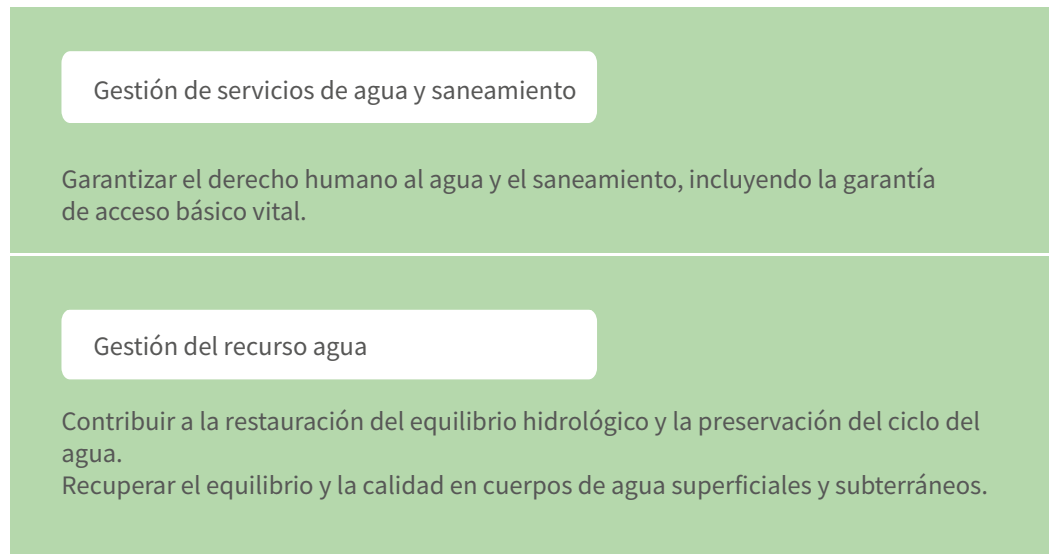 Gestión de servicios de agua y saneamiento
Garantizar el derecho humano al agua y el saneamiento, incluyendo la garantía
de acceso básico vital.
Gestión del recurso agua
Contribuir a la restauración del equilibrio hidrológico y la preservación del ciclo del
agua.
Recuperar el equilibrio y la calidad en cuerpos de agua superficiales y subterráneos.